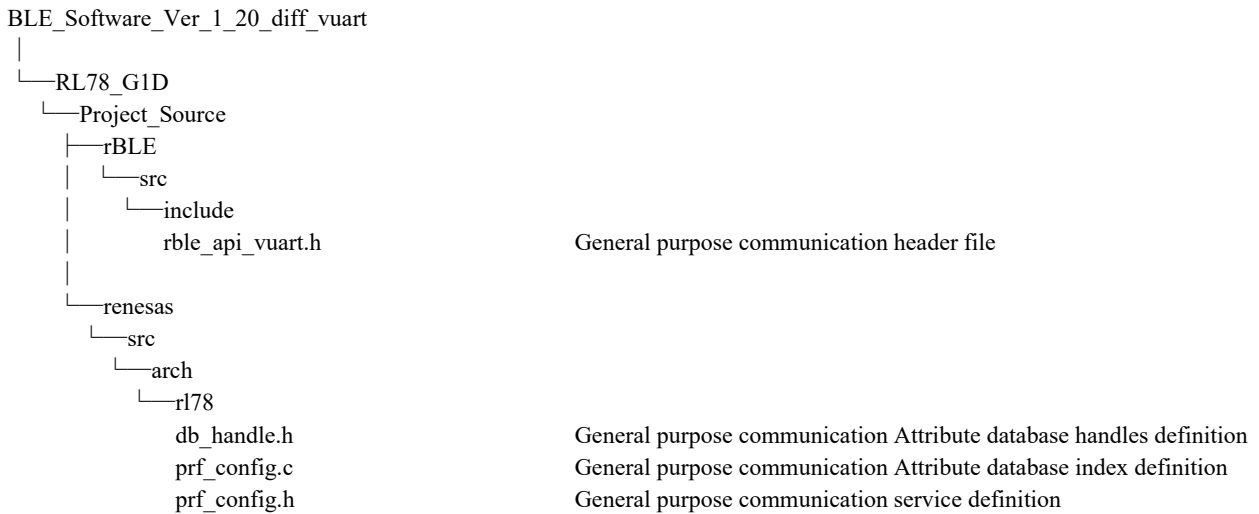 BLE_Software_Ver_1_20_diff_vuart
RL78_G1D
Project_Source
rBLE
src
include
rble_api_vuart.h General purpose communication header file
renesas
src
arch
rl78
db_handle.h General purpose communication Attribute database handles definition
prf_config.c General purpose communication Attribute database index definition
prf_config.h General purpose communication service definition